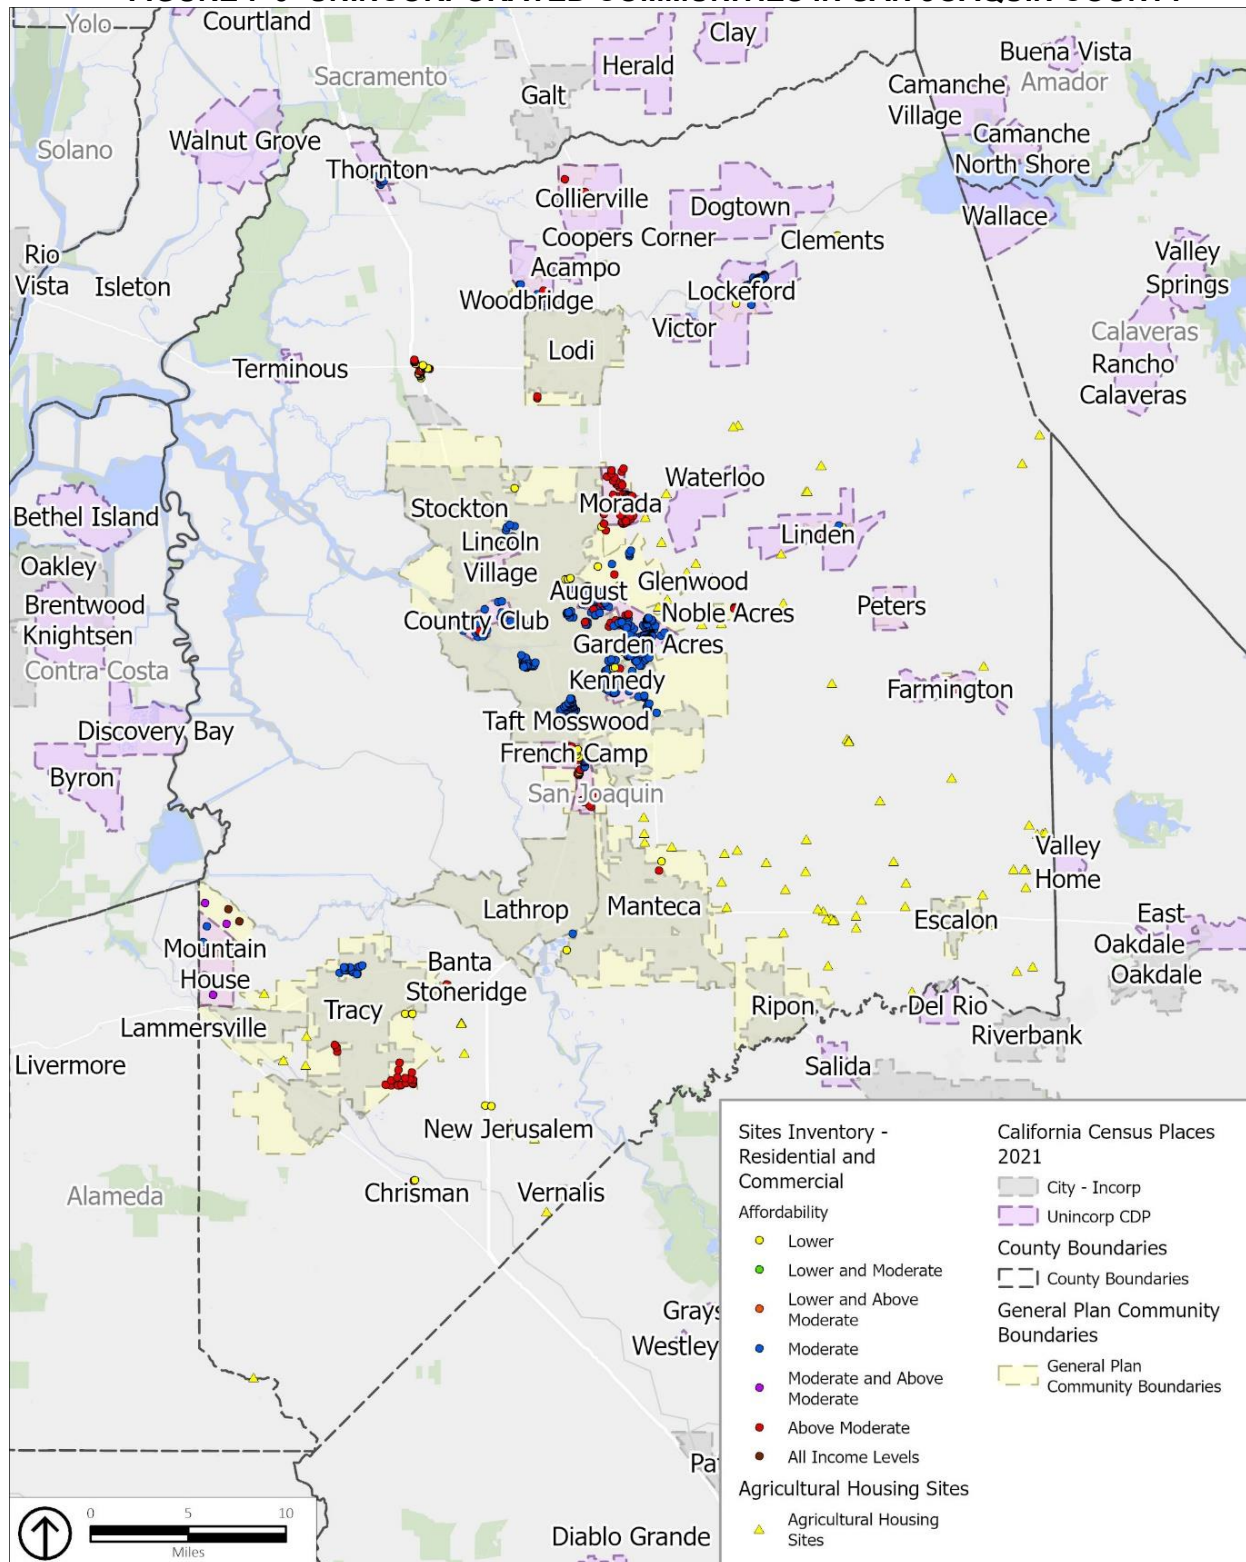 Yolo
Courtland
Clay
Buena Vista
Amador
Herald
Sacramento
Galt
Camanche
Village
Camanche
North Shore
Walnut Grove
Solano
Thornton
Collierville
Dogtown
Wallace
Coopers Corner
Clements
Acampo
Rio
Vista
Isleton
Woodbridge
Lockeford
Valley
Springs
Victor
Calaveras
Lodi
Terminous
Rancho
Calaveras
Waterloo
Morada
Stockton
Bethel Island
Lincoln
Village
Linden
Oakley
Glenwood
August
Brentwood
Knightsen
Noble Acres
Peters
Country Club
Garden Acres
Contra Costa
Kennedy
Farmington
Taft Mosswood
Discovery Bay
French Camp
Byron
San Joaquin
Valley
Home
Lathrop
Manteca
Escalon
East
Oakdale
Oakdale
Mountain
House
Banta
Stoneridge
Tracy
Ripon
Del Rio
Lammersville
Riverbank
Livermore
Salida
New Jerusalem
Chrisman
Vernalis
Alameda
Westley
Diablo Grande
0 5 10
Miles
Sites Inventory -
Residential and
Commercial
Affordability
Lower
Lower and Moderate
Lower and Above
Moderate
Moderate
Moderate and Above
Moderate
Above Moderate
All Income Levels
Agricultural Housing Sites
Agricultural Housing
Sites
California Census Places
2021
City - Incorp
Unincorp CDP
County Boundaries
County Boundaries
General Plan Community
Boundaries
General Plan
Community Boundaries